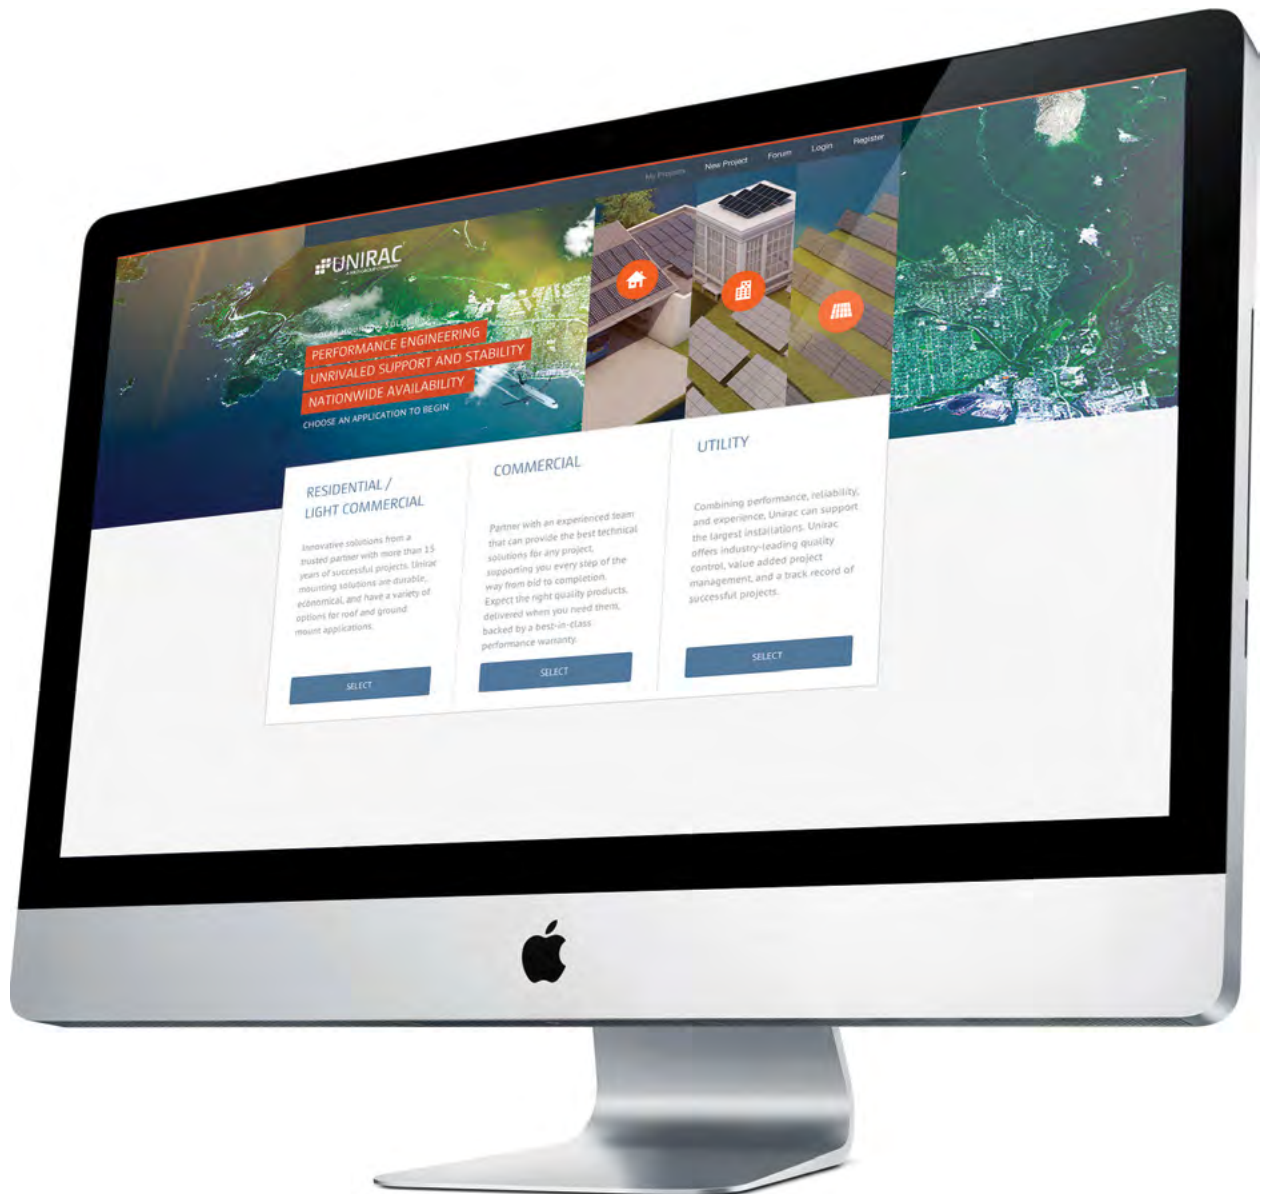 My Projects
New Project
Forum
Login
Register
UNIRAC
PERFORMANCE ENGINEERING
UNRIVALED SUPPORT AND STABILITY
NATIONWIDE AVAILABILITY
CHOOSE AN APPLICATION TO BEGIN
RESIDENTIAL /
LIGHT COMMERCIAL
Innovative solutions from a
trusted partner with more than 15
years of successful projects. Unirac
mounting solutions are durable,
economical, and have a variety of
options for roof and ground
mount applications.
SELECT
COMMERCIAL
Partner with an experienced team
that can provide the best technical
solutions for any project,
supporting you every step of the
way from bid to completion.
Expect the right quality products,
delivered when you need them,
backed by a best-in-class
performance warranty.
SELECT
UTILITY
Combining performance, reliability,
and experience, Unirac can support
the largest installations. Unirac
offers industry-leading quality
control, value added project
management, and a track record of
successful projects.
SELECT